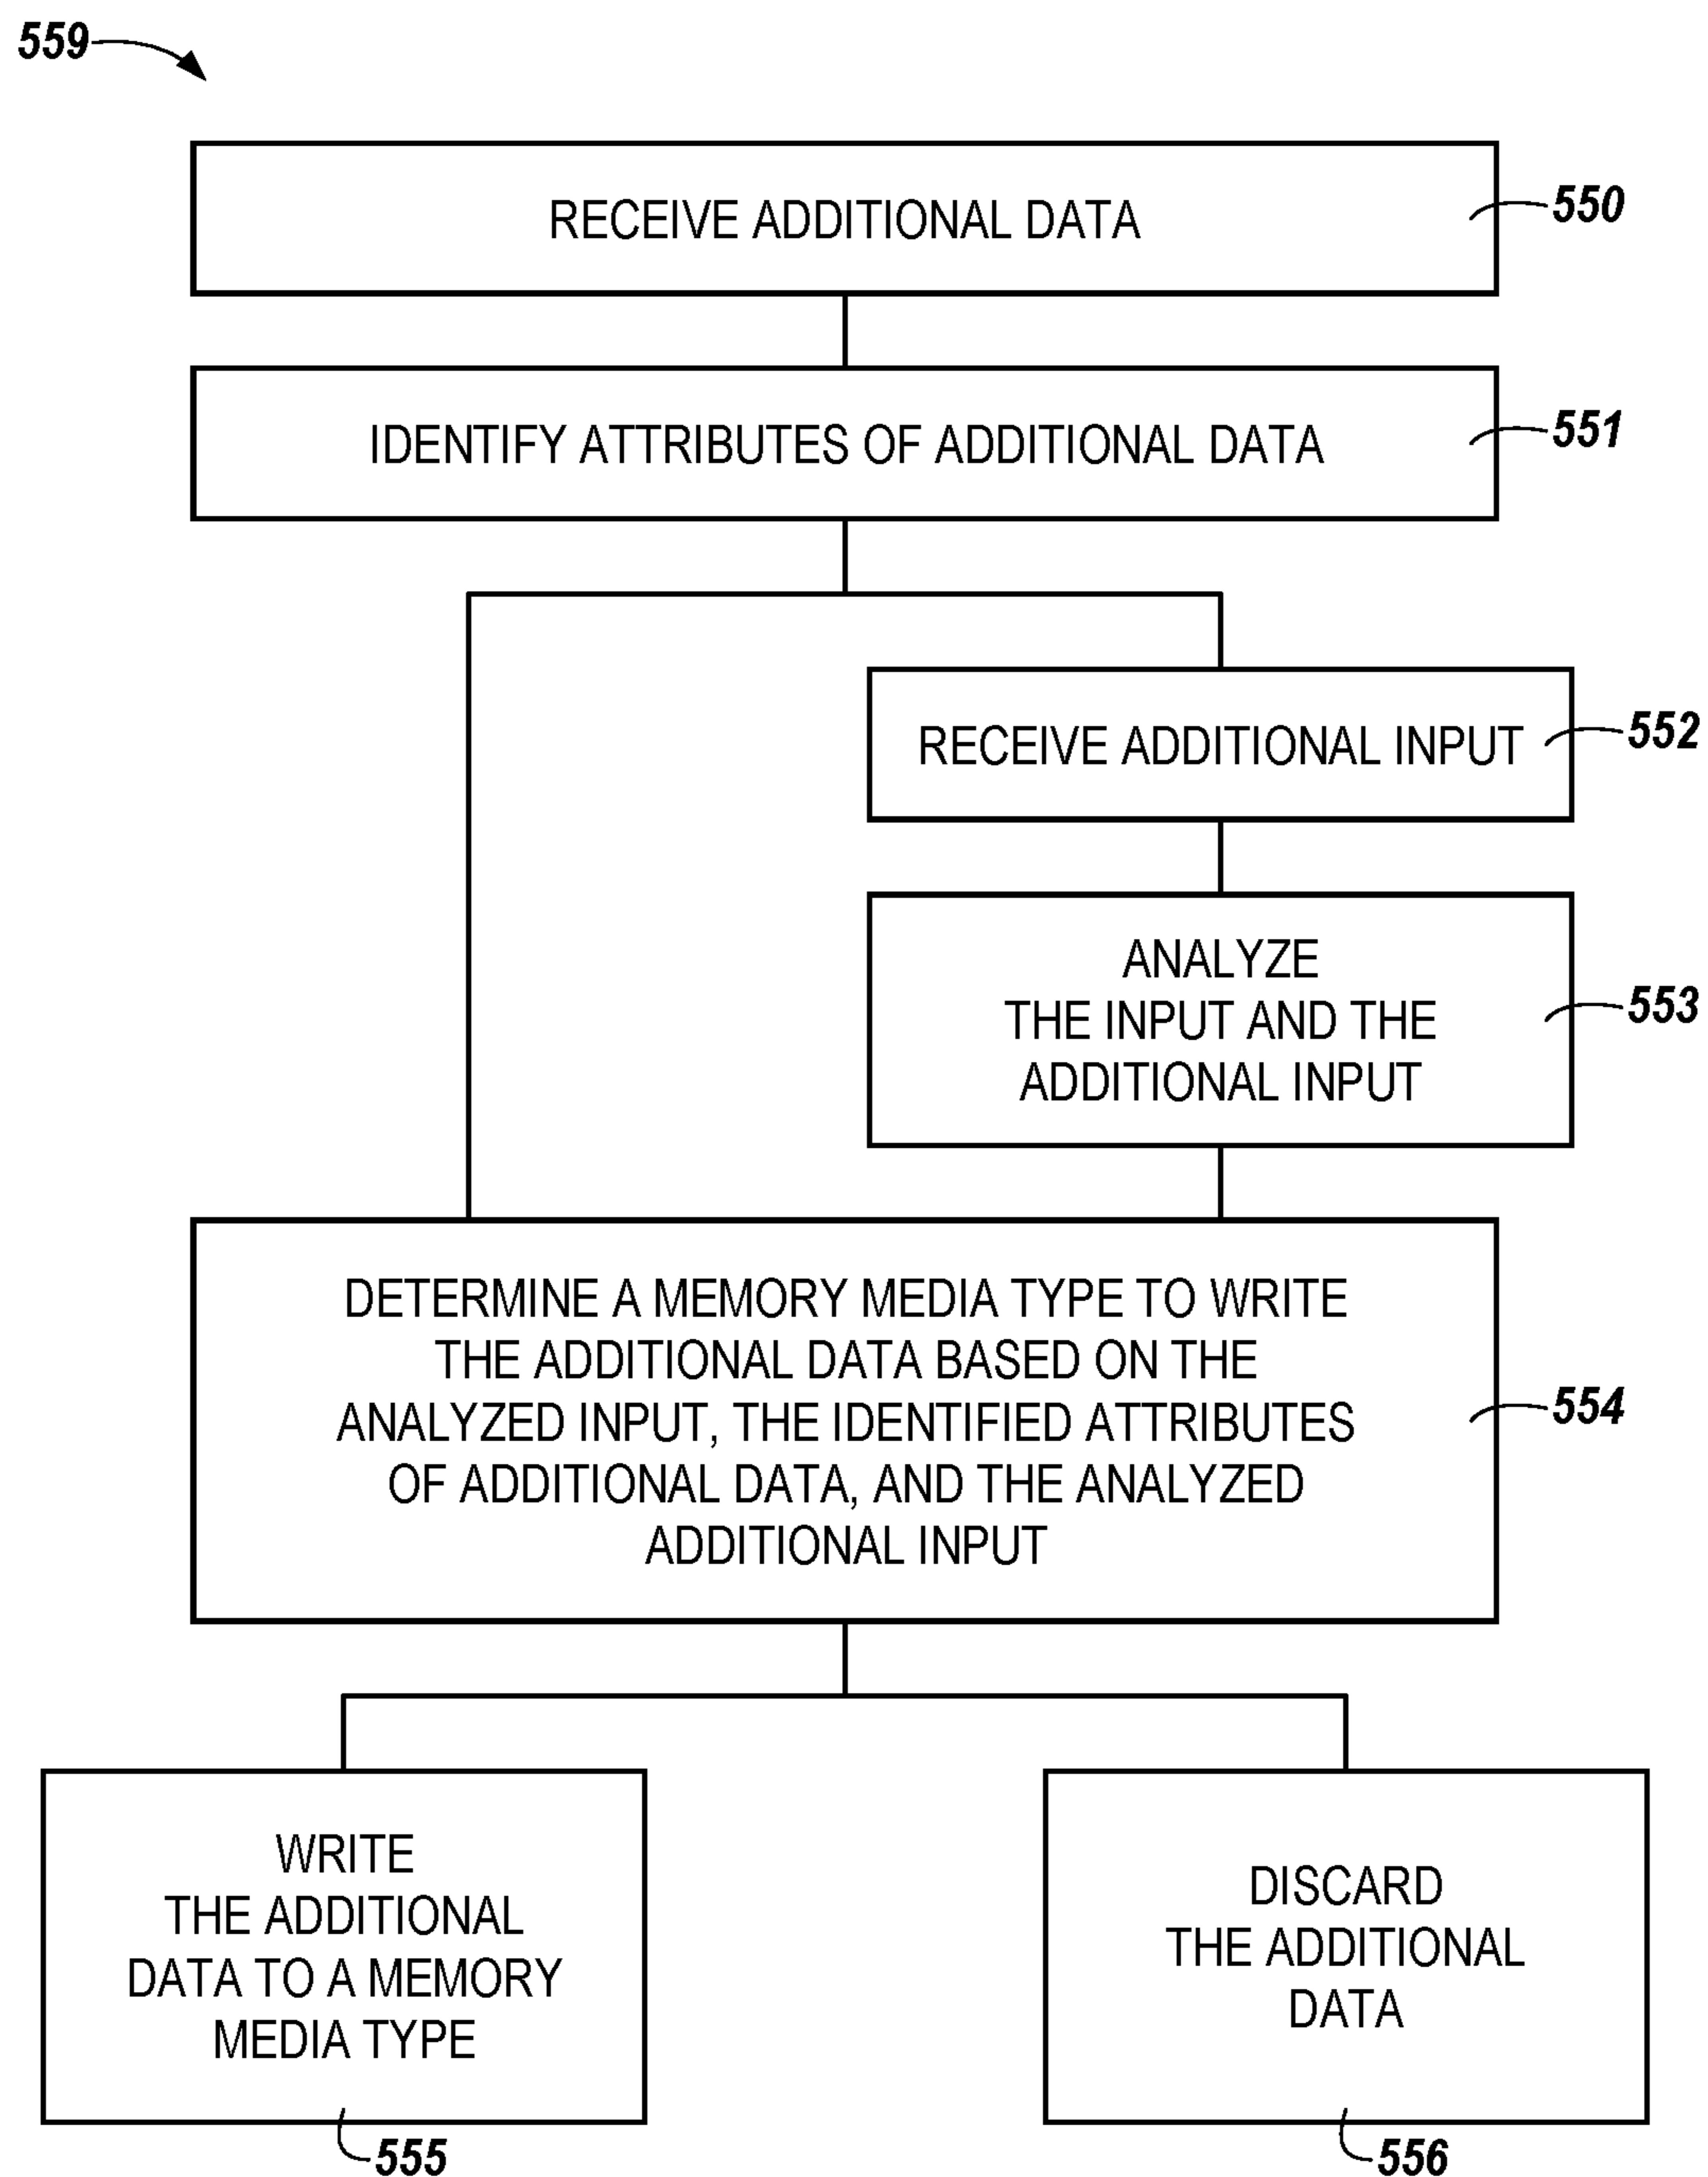 559
RECEIVE ADDITIONAL DATA
550
IDENTIFY ATTRIBUTES OF ADDITIONAL DATA
551
RECEIVE ADDITIONAL INPUT
552
ANALYZE
THE INPUT AND THE
ADDITIONAL INPUT
553
DETERMINE A MEMORY MEDIA TYPE TO WRITE
THE ADDITIONAL DATA BASED ON THE
ANALYZED INPUT, THE IDENTIFIED ATTRIBUTES
OF ADDITIONAL DATA, AND THE ANALYZED
ADDITIONAL INPUT
554
WRITE
THE ADDITIONAL
DATA TO A MEMORY
MEDIA TYPE
555
DISCARD
THE ADDITIONAL
DATA
556